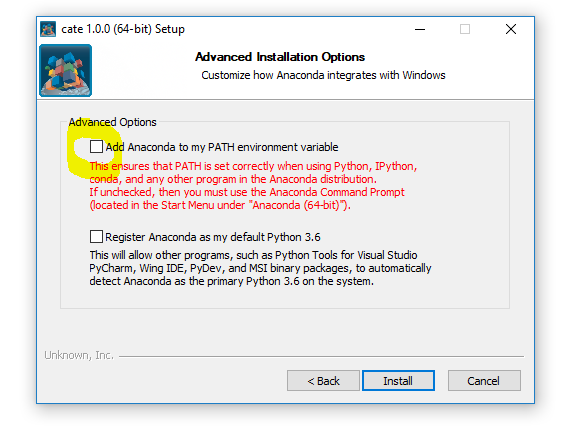 cate 1.0.0 (64-bit) Setup
Advanced Installation Options
Customize how Anaconda integrates with Windows
Advanced Options
Add Anaconda to my PATH environment variable
This ensures that PATH is set correctly when using Python, IPython,
conda, and any other program in the Anaconda distribution.
If unchecked, then you must use the Anaconda Command Prompt
(located in the Start Menu under "Anaconda (64-bit)").
Register Anaconda as my default Python 3.6
This will allow other programs, such as Python Tools for Visual Studio
PyCharm, Wing IDE, PyDev, and MSI binary packages, to automatically
detect Anaconda as the primary Python 3.6 on the system.
Unknown, Inc.
< Back
Install
Cancel